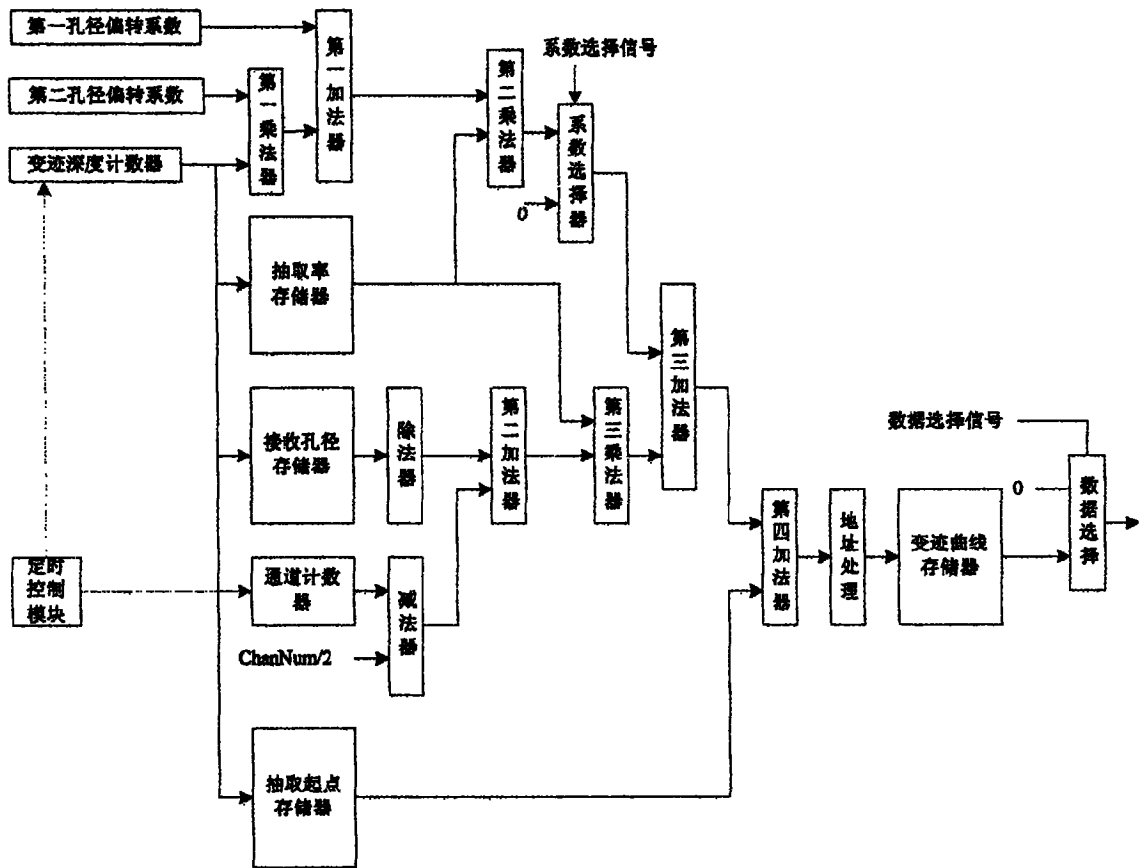 第一孔径偏转系数
第二孔径偏转系数
变迹深度计数器
第一乘法器
第一加法器
第二乘法器
系数选择信号
系数选择器
0
抽取率
存储器
接收孔径
存储器
除法器
第二加法器
第三乘法器
第三加法器
定时
控制
模块
通道计数
器
ChanNum/2
减法器
抽取起点
存储器
第四加法器
地址处理
变迹曲线
存储器
数据选择信号
0
数据选择